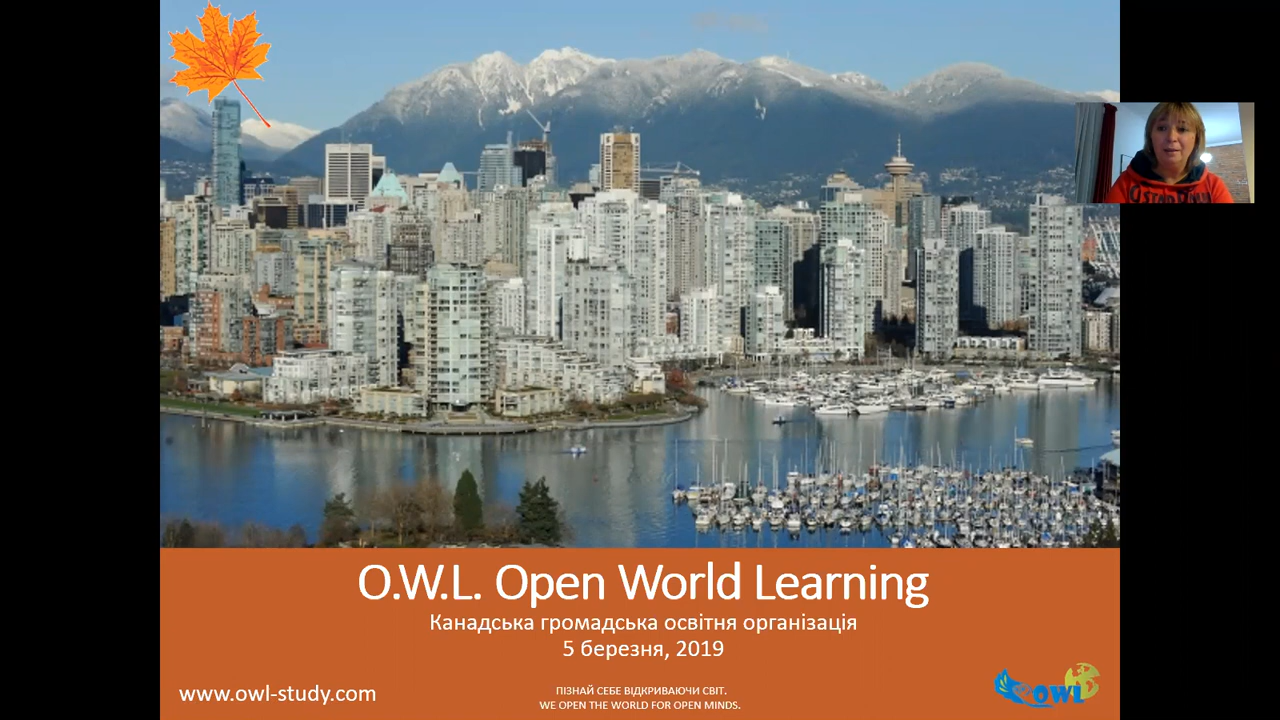 O.W.L. Open World Learning
Канадська громадська освітня організація
5 березня, 2019
www.owl-study.com
ПІЗНАЙ СЕБЕ ВІДКРИВАЮЧИ СВІТ.
WE OPEN THE WORLD FOR OPEN MINDS.
OWL